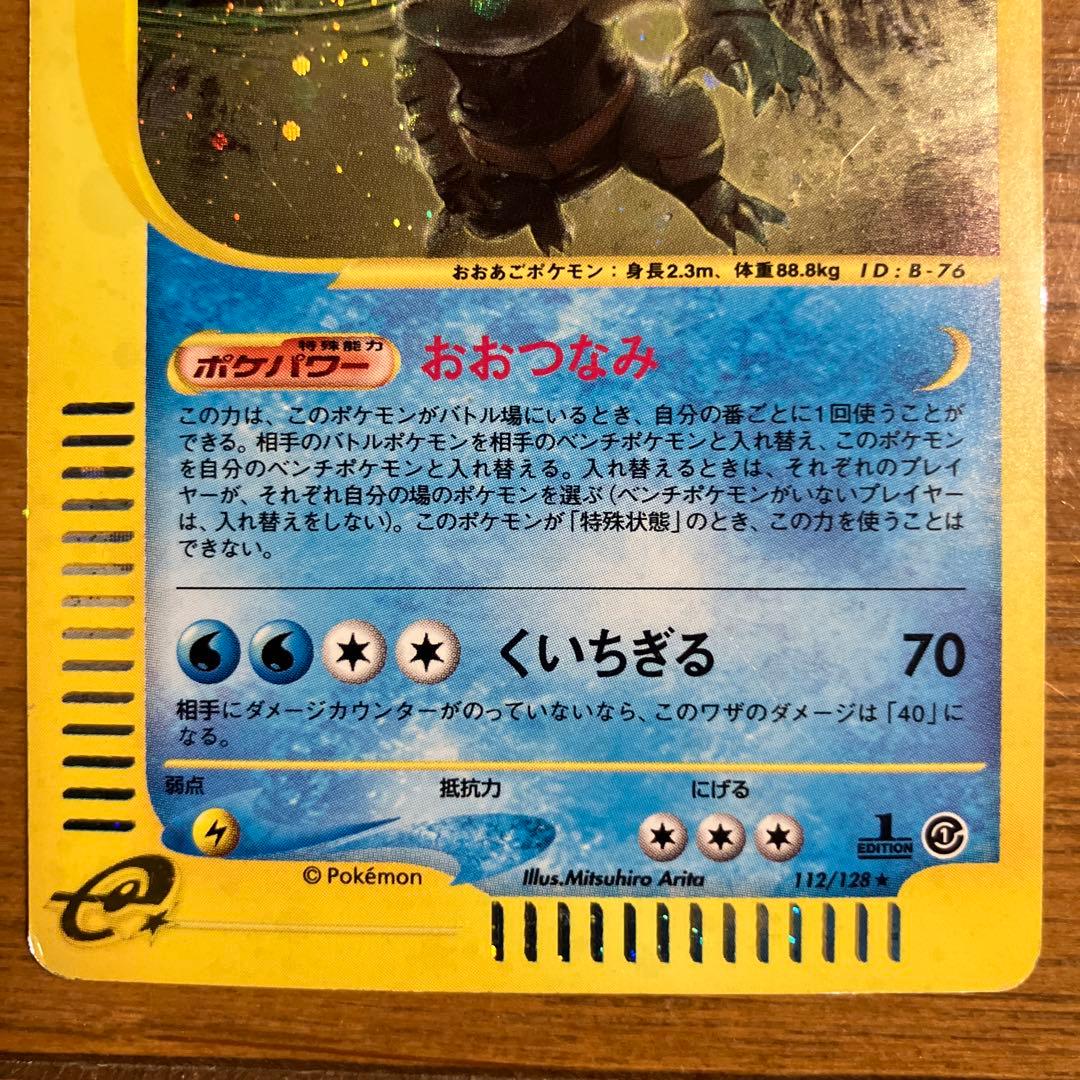 おおあごポケモン：身長2.3m、体重88.8kg ID：B-76
特殊能力
ポケパワー おおつなみ
この力は、このポケモンがバトル場にいるとき、自分の番ごとに1回使うことが
できる。相手のバトルポケモンを相手のベンチポケモンと入れ替え、このポケモン
を自分のベンチポケモンと入れ替える。入れ替えるときは、それぞれのプレイ
ヤーが、それぞれ自分の場のポケモンを選ぶ（ベンチポケモンがいないプレイヤー
は、入れ替えをしない）。このポケモンが「特殊状態」のとき、この力を使うことは
できない。
くいちぎる 70
相手にダメージカウンターがのっていないなら、このワザのダメージは「40」に
なる。
弱点 抵抗力 にげる
1 EDITION
© Pokémon Illus.Mitsuhiro Arita 112/128★
e